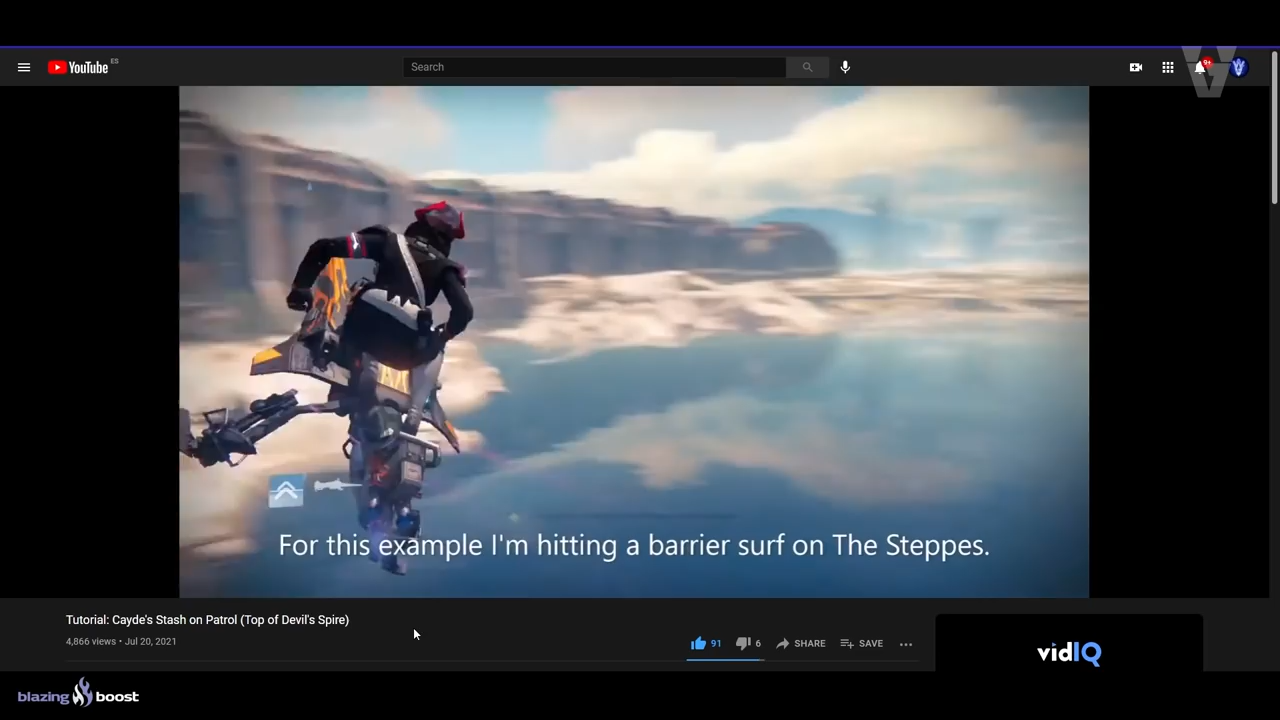 YouTube ES
Search
9+
For this example I'm hitting a barrier surf on The Steppes.
Tutorial: Cayde's Stash on Patrol (Top of Devil's Spire)
4,866 views • Jul 20, 2021
91
6
SHARE
SAVE
vidIQ
blazing boost